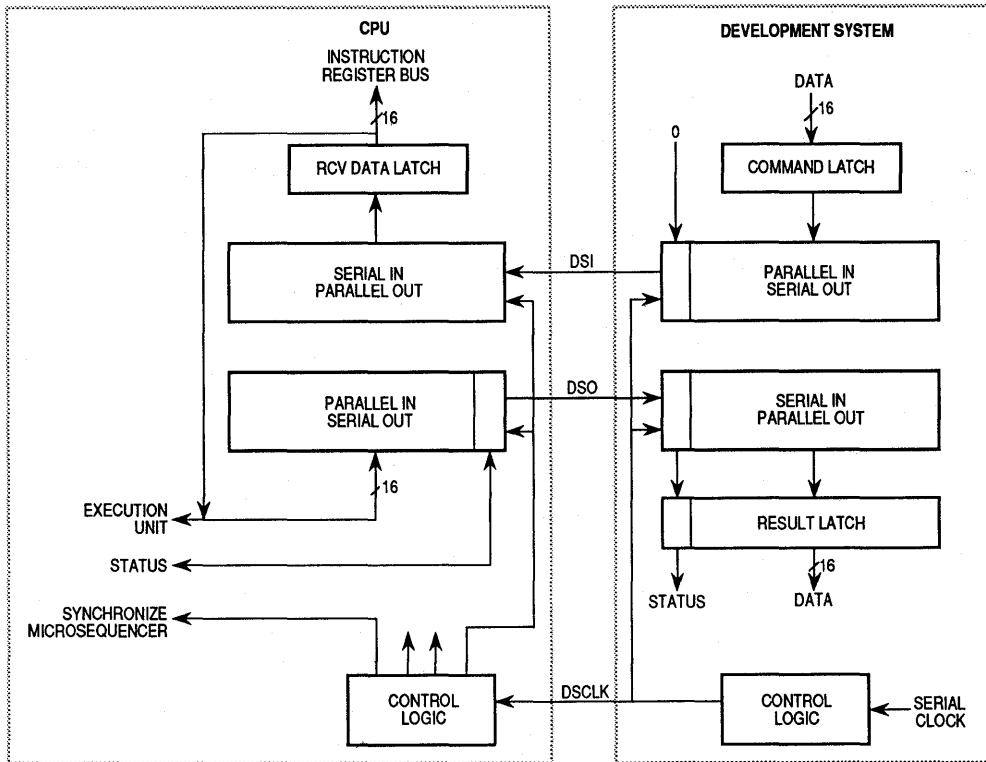 CPU
INSTRUCTION
REGISTER BUS
16
RCV DATA LATCH
SERIAL IN
PARALLEL OUT
PARALLEL IN
SERIAL OUT
16
EXECUTION
UNIT
STATUS
SYNCHRONIZE
MICROSEQUENCER
CONTROL
LOGIC
DSI
DSO
DSCLK
DEVELOPMENT SYSTEM
DATA
16
0
COMMAND LATCH
PARALLEL IN
SERIAL OUT
SERIAL IN
PARALLEL OUT
RESULT LATCH
16
STATUS
DATA
CONTROL
LOGIC
SERIAL
CLOCK